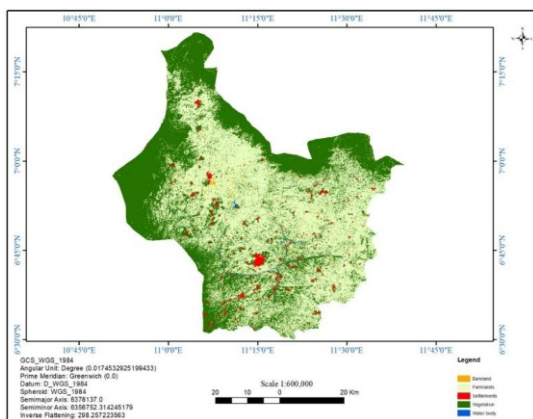 10°45'0"E 11°0'0"E 11°15'0"E 11°30'0"E 11°45'0"E
7°15'0"N 7°15'0"N
7°0'0"N 7°0'0"N
6°45'0"N 6°45'0"N
6°30'0"N 6°30'0"N
10°45'0"E 11°0'0"E 11°15'0"E 11°30'0"E 11°45'0"E
GCS_WGS_1984
Angular Unit: Degree (0.0174532925199433)
Prime Meridian: Greenwich (0.0)
Datum: D_WGS_1984
Spheroid: WGS_1984
Semimajor Axis: 6378137.0
Semiminor Axis: 6356752.314245179
Inverse Flattening: 298.257223563
Scale 1:600,000
20 10 0 20 Km
Legend
Bareland
Farmlands
Settlements
Vegetation
Water body